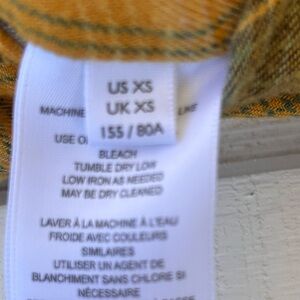 US XS
UK XS
155 / 80A
MACHINE
LIKE
USE
BLEACH
TUMBLE DRY LOW
LOW IRON AS NEEDED
MAY BE DRY CLEANED
LAVER À LA MACHINE À L'EAU
FROIDE AVEC COULEURS
SIMILAIRES
UTILISER UN AGENT DE
BLANCHIMENT SANS CHLORE SI
NÉCESSAIRE